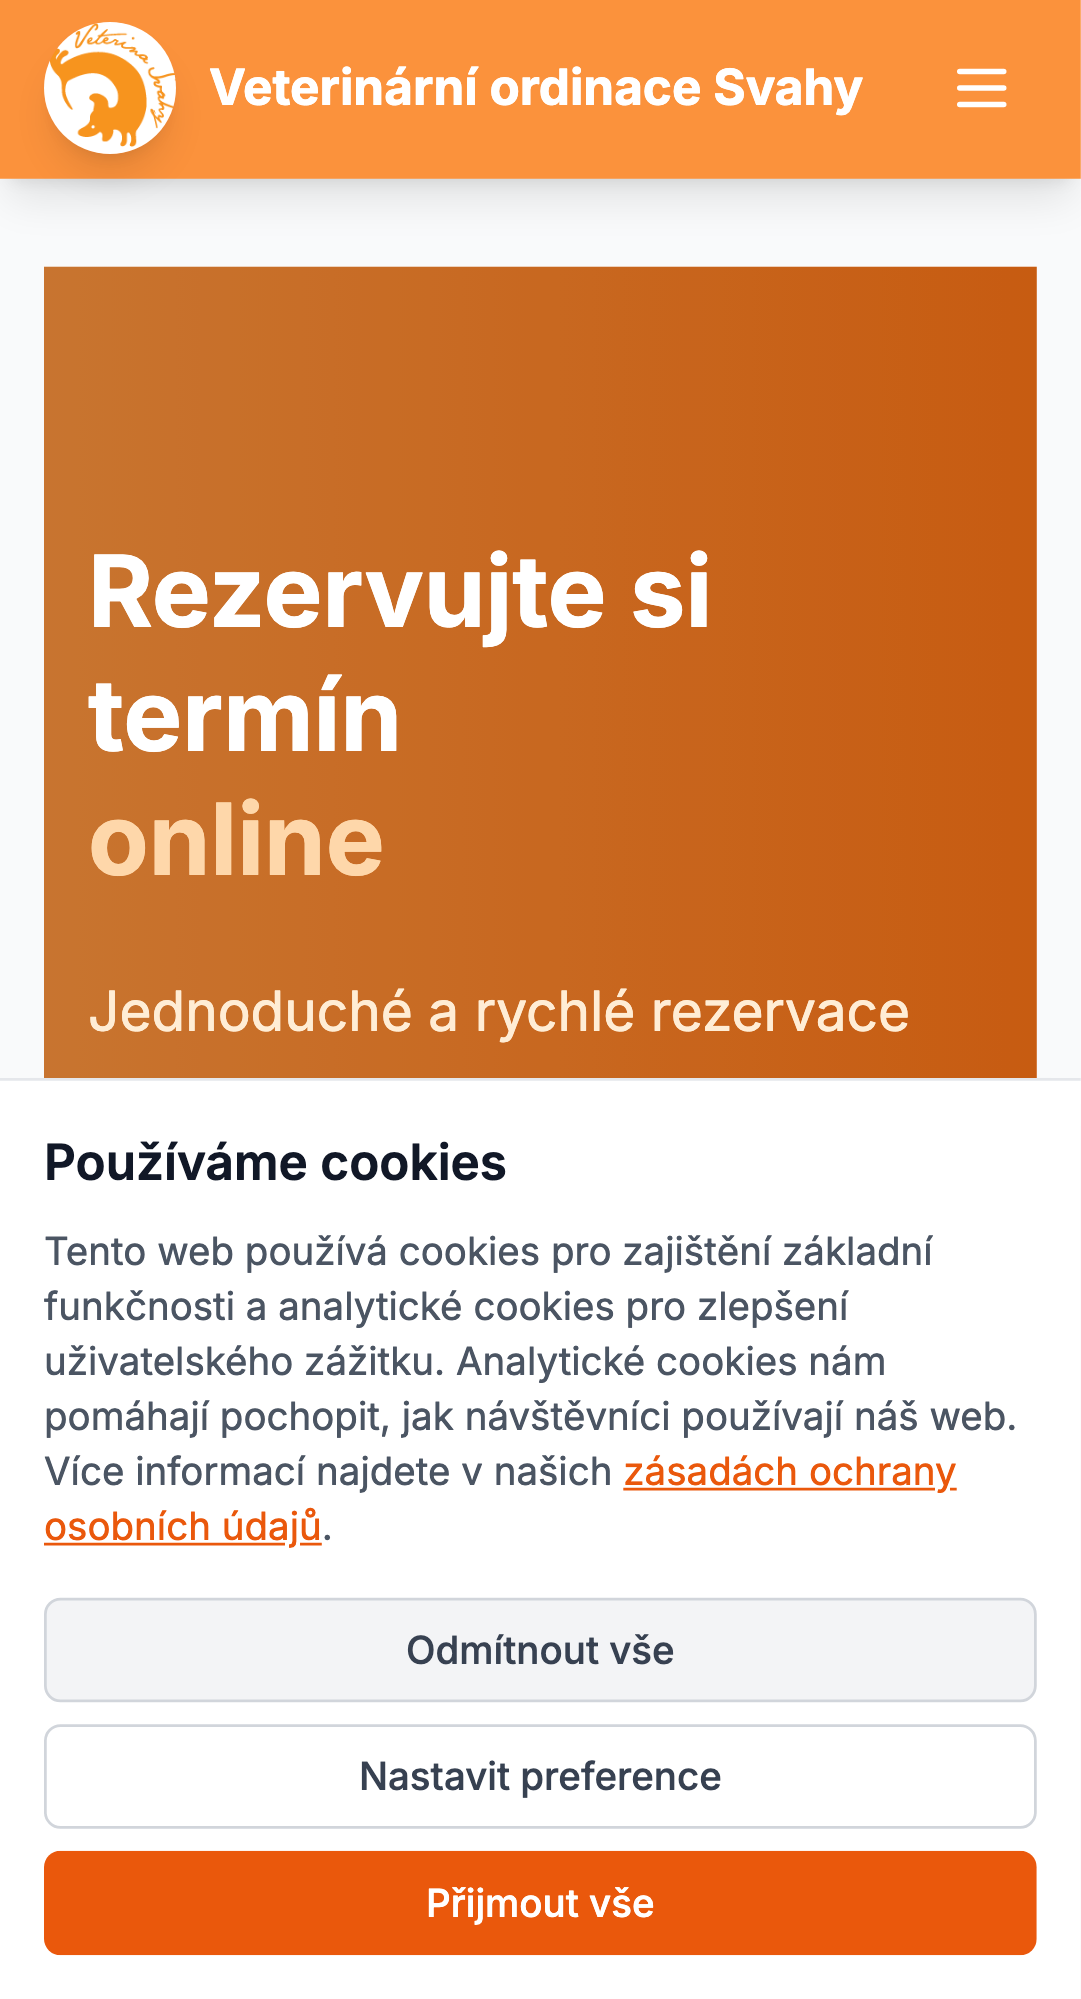 Veterina Svahy
Veterinární ordinace Svahy
Rezervujte si
termín
online
Jednoduché a rychlé rezervace
Používáme cookies
Tento web používá cookies pro zajištění základní
funkčnosti a analytické cookies pro zlepšení
uživatelského zážitku. Analytické cookies nám
pomáhají pochopit, jak návštěvníci používají náš web.
Více informací najdete v našich zásadách ochrany
osobních údajů.
Odmítnout vše
Nastavit preference
Přijmout vše